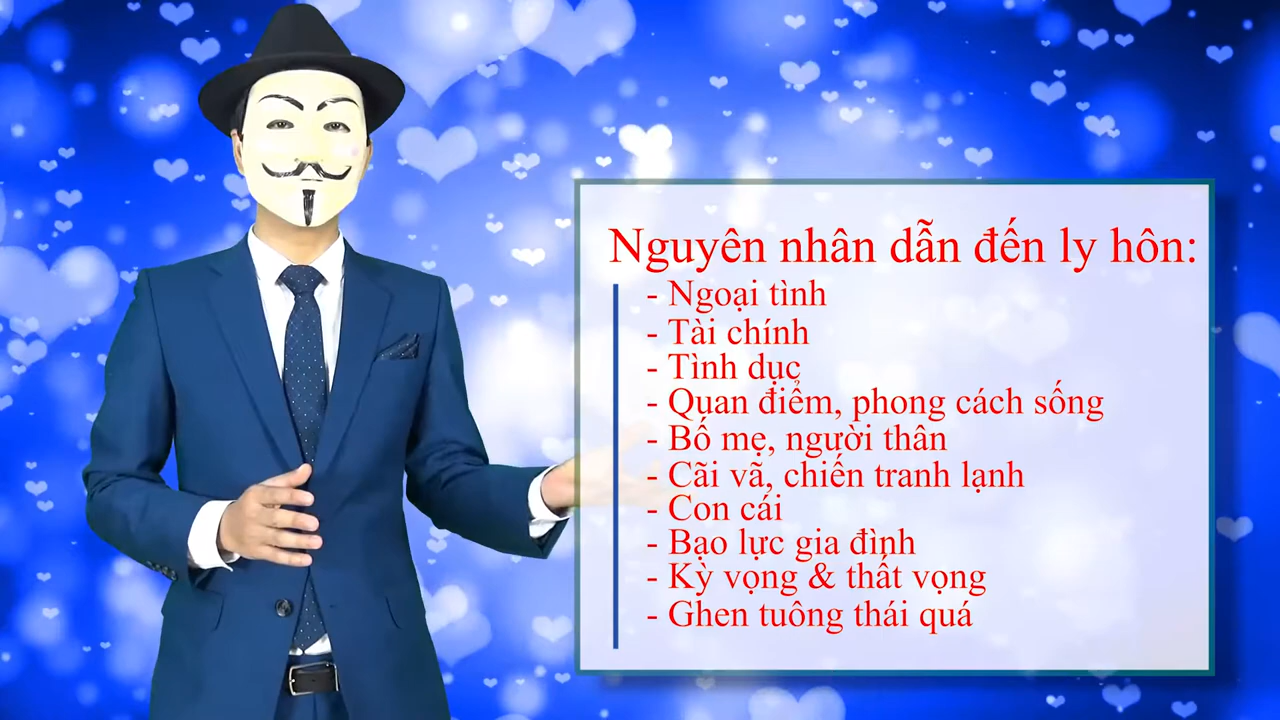 Nguyên nhân dẫn đến ly hôn:
- Ngoại tình
- Tài chính
- Tình dục
- Quan điểm, phong cách sống
- Bố mẹ, người thân
- Cãi vã, chiến tranh lạnh
- Con cái
- Bạo lực gia đình
- Kỳ vọng & thất vọng
- Ghen tuông thái quá